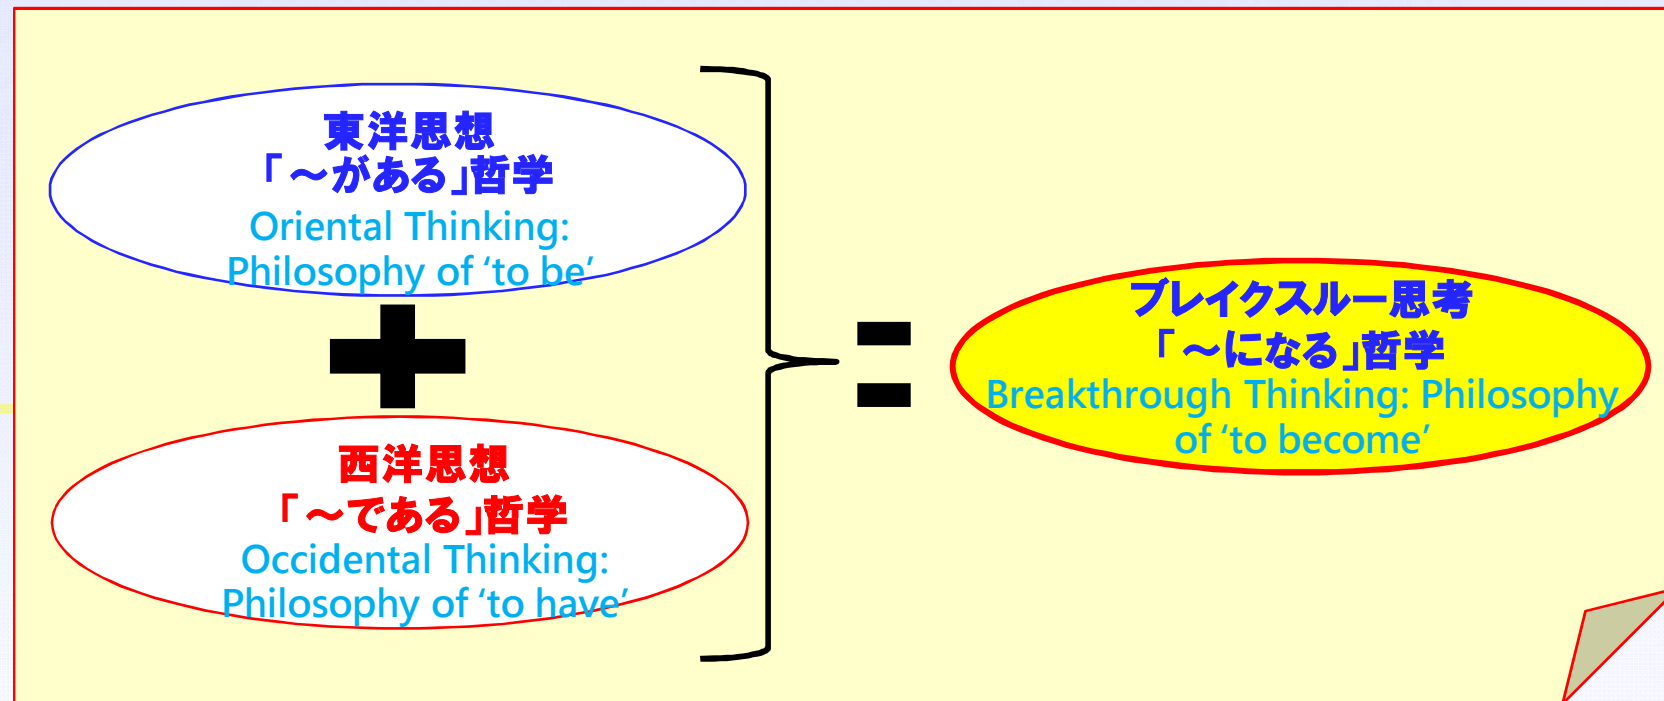 東洋思想
「～がある」哲学
Oriental Thinking:
Philosophy of ‘to be’
西洋思想
「～である」哲学
Occidental Thinking:
Philosophy of ‘to have’
ブレイクスルー思考
「～になる」哲学
Breakthrough Thinking: Philosophy
of ‘to become’